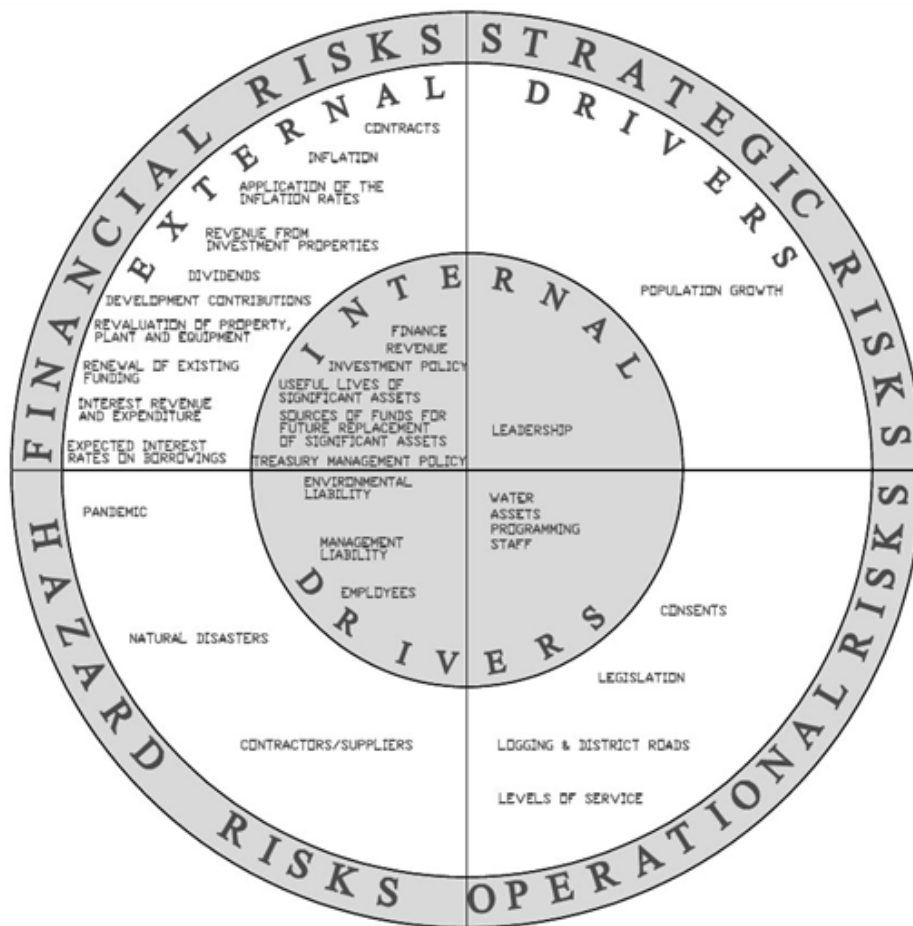 FINANCIAL RISKS
STRATEGIC RISKS
EXTERNAL
DRIVERS
CONTRACTS
INFLATION
APPLICATION OF THE
INFLATION RATES
REVENUE FROM
INVESTMENT PROPERTIES
DIVIDENDS
DEVELOPMENT CONTRIBUTIONS
REVALUATION OF PROPERTY,
PLANT AND EQUIPMENT
RENEWAL OF EXISTING
FUNDING
INTEREST REVENUE
AND EXPENDITURE
EXPECTED INTEREST
RATES ON BORROWINGS
POPULATION GROWTH
INTERNAL
FINANCE
REVENUE
INVESTMENT POLICY
USEFUL LIVES OF
SIGNIFICANT ASSETS
SOURCES OF FUNDS FOR
FUTURE REPLACEMENT
OF SIGNIFICANT ASSETS
TREASURY MANAGEMENT POLICY
LEADERSHIP
ENVIRONMENTAL
LIABILITY
MANAGEMENT
LIABILITY
EMPLOYEES
WATER
ASSETS
PROGRAMMING
STAFF
DRIVERS
PANDEMIC
NATURAL DISASTERS
CONTRACTORS/SUPPLIERS
CONSENTS
LEGISLATION
LOGGING & DISTRICT ROADS
LEVELS OF SERVICE
HAZARD RISKS
OPERATIONAL RISKS